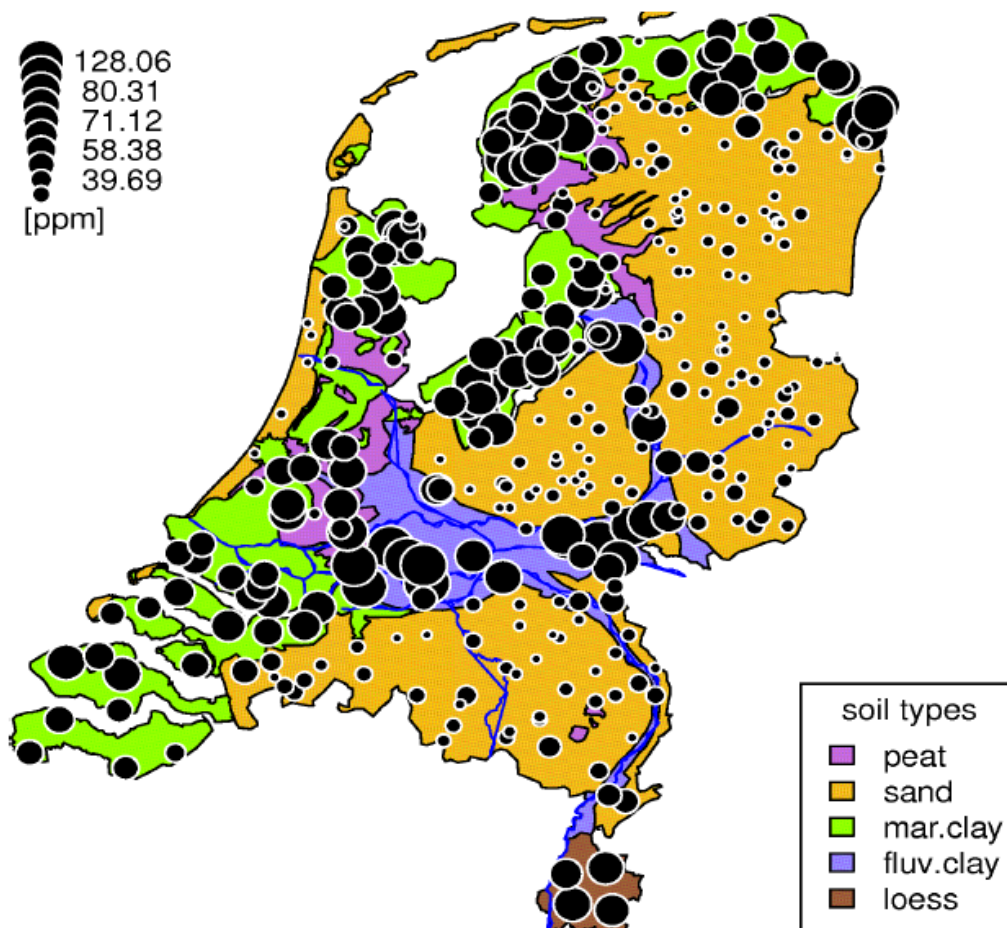 128.06
80.31
71.12
58.38
39.69
[ppm]
soil types
peat
sand
mar.clay
fluv.clay
loess